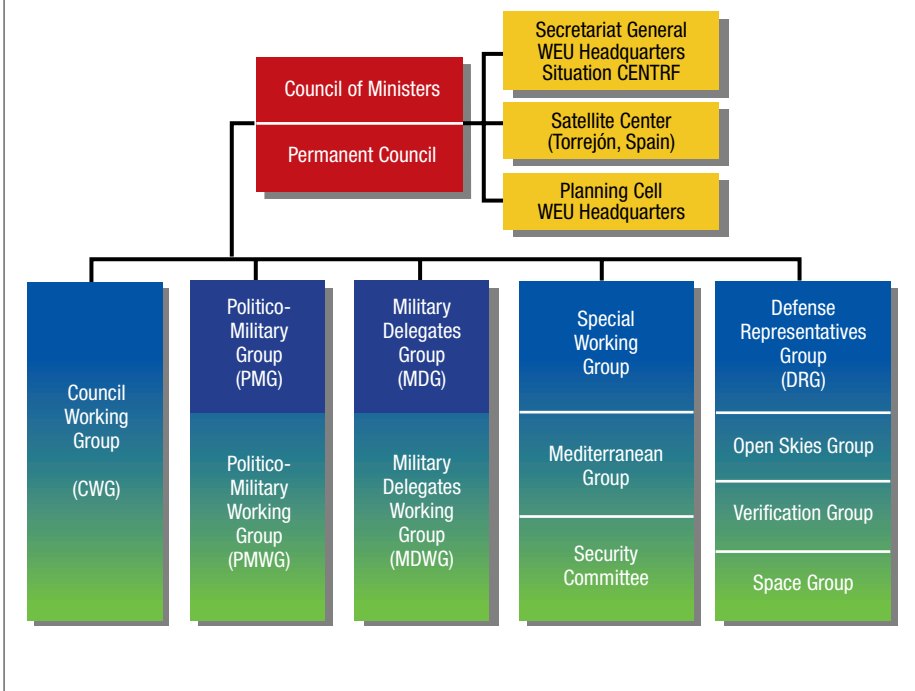 Secretariat General
WEU Headquarters
Situation CENTRF
Council of Ministers
Permanent Council
Satellite Center
(Torrejón, Spain)
Planning Cell
WEU Headquarters
Council
Working
Group
(CWG)
Politico-
Military
Group
(PMG)
Politico-
Military
Working
Group
(PMWG)
Military
Delegates
Group
(MDG)
Military
Delegates
Working
Group
(MDWG)
Special
Working
Group
Mediterranean
Group
Security
Committee
Defense
Representatives
Group
(DRG)
Open Skies Group
Verification Group
Space Group